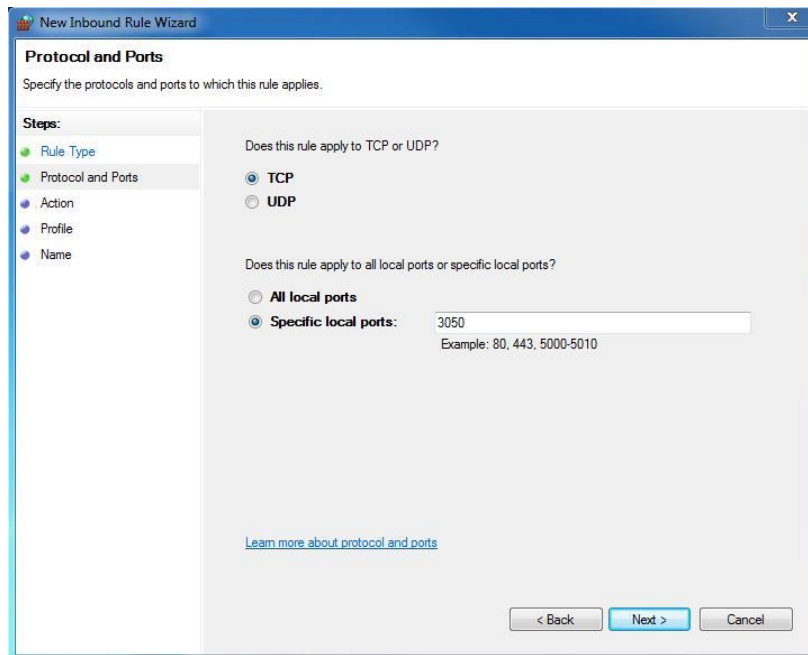 New Inbound Rule Wizard
X
Protocol and Ports
Specify the protocols and ports to which this rule applies.
Steps:
Rule Type
Protocol and Ports
Action
Profile
Name
Does this rule apply to TCP or UDP?
TCP
UDP
Does this rule apply to all local ports or specific local ports?
All local ports
Specific local ports: 3050
Example: 80, 443, 5000-5010
Learn more about protocol and ports
< Back Next > Cancel